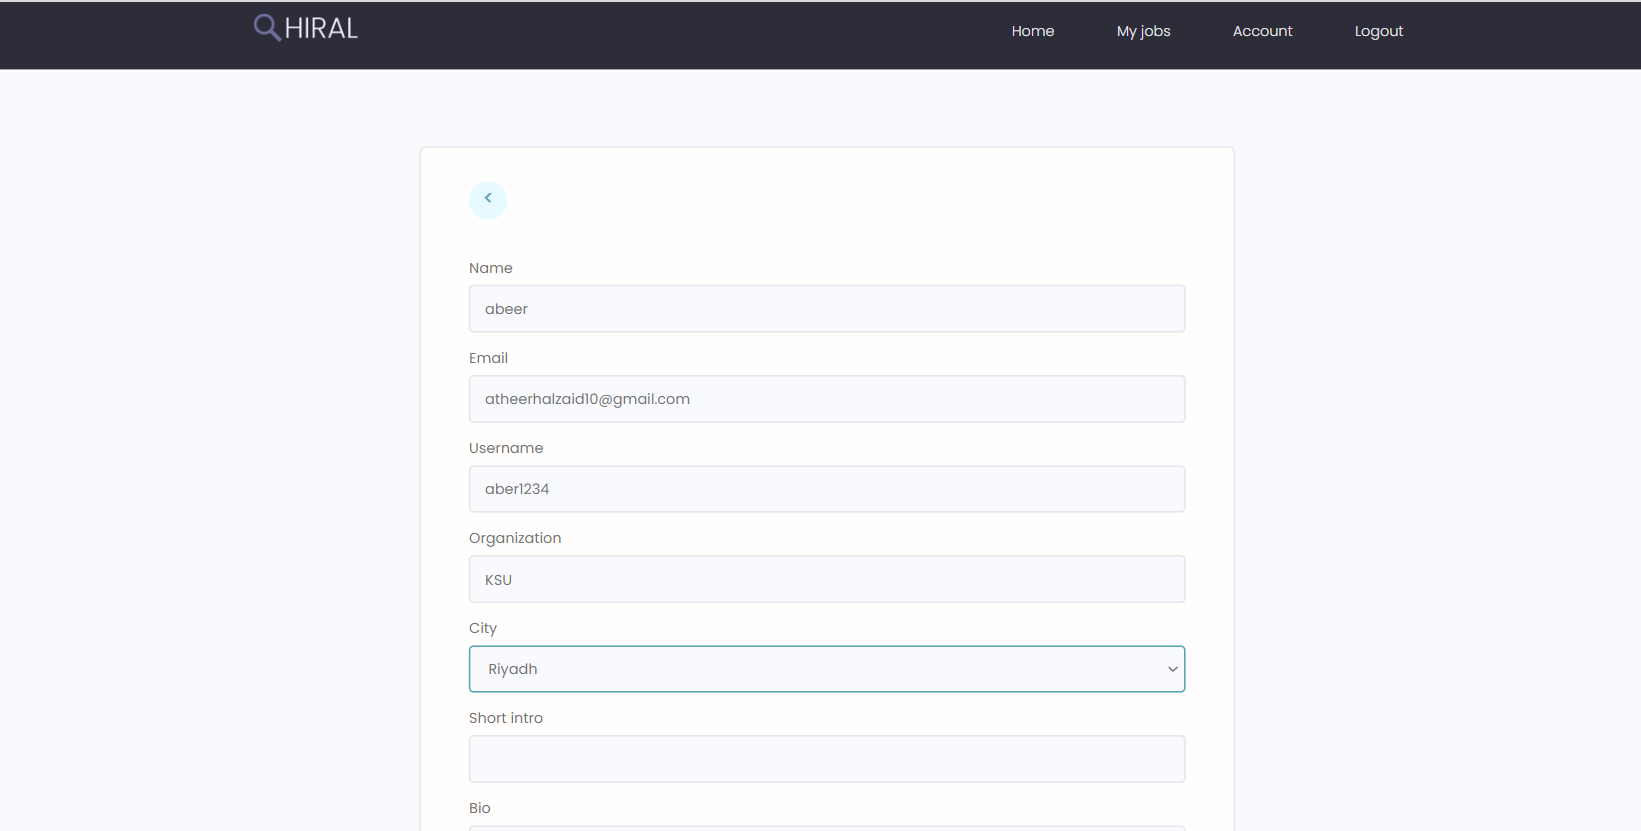 HIRAL
Home My jobs Account Logout
<
Name
abeer
Email
atheerhalzaid10@gmail.com
Username
aber1234
Organization
KSU
City
Riyadh
Short intro
Bio